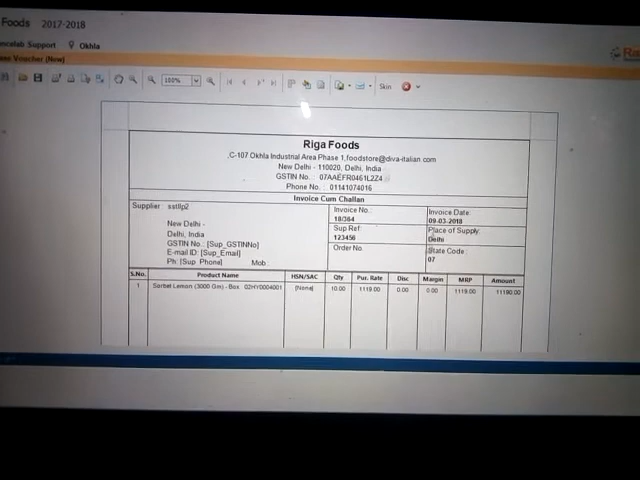 Foods 2017-2018
ncelab Support Okhla
Voucher [New]
100% Skin
Riga Foods
,C-107 Okhla Industrial Area Phase 1,foodstore@diva-italian.com
New Delhi - 110020, Delhi, India
GSTIN No. : 07AAEFR0461L2Z4
Phone No. : 01141074016
Invoice Cum Challan
Supplier satllp2
New Delhi -
Delhi, India
GSTIN No: [Sup_GSTINNo]
E-mail ID: [Sup_Email]
Ph: [Sup_Phone] Mob:
Invoice No.:
18/364
Invoice Date:
09-03-2018
Sup Ref:
123456
Place of Supply:
Delhi
Order No.
State Code :
07
S.No. Product Name HSN/SAC Qty Pur. Rate Disc Margin MRP Amount
1 Sorbet Lemon (3000 Gm) - Box 02HY0004001 [None] 10.00 1119.00 0.00 0.00 1119.00 11190.00